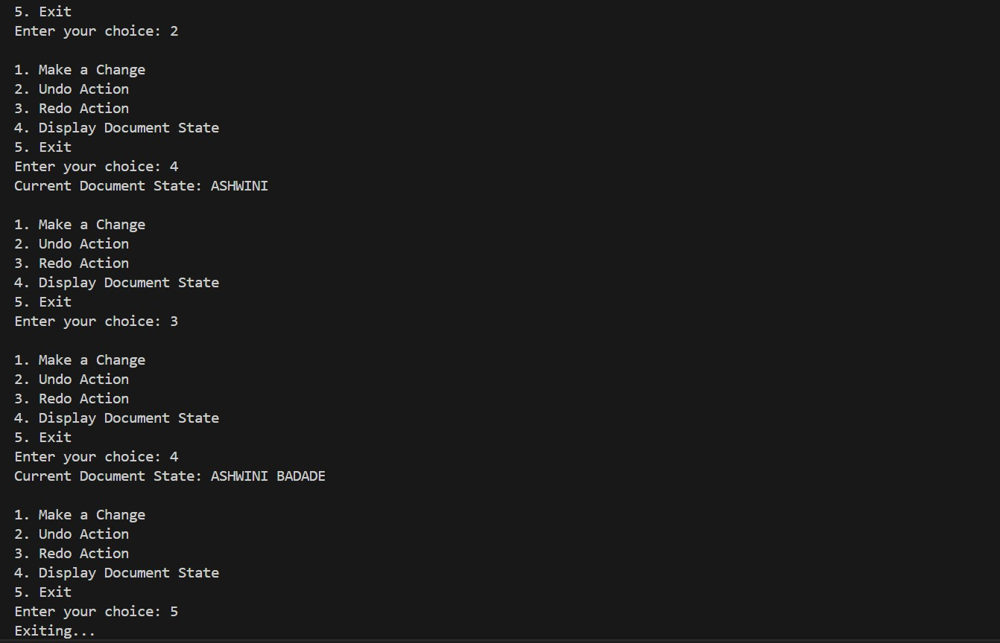 5. Exit
Enter your choice: 2
1. Make a Change
2. Undo Action
3. Redo Action
4. Display Document State
5. Exit
Enter your choice: 4
Current Document State: ASHWINI
1. Make a Change
2. Undo Action
3. Redo Action
4. Display Document State
5. Exit
Enter your choice: 3
1. Make a Change
2. Undo Action
3. Redo Action
4. Display Document State
5. Exit
Enter your choice: 4
Current Document State: ASHWINI BADADE
1. Make a Change
2. Undo Action
3. Redo Action
4. Display Document State
5. Exit
Enter your choice: 5
Exiting...